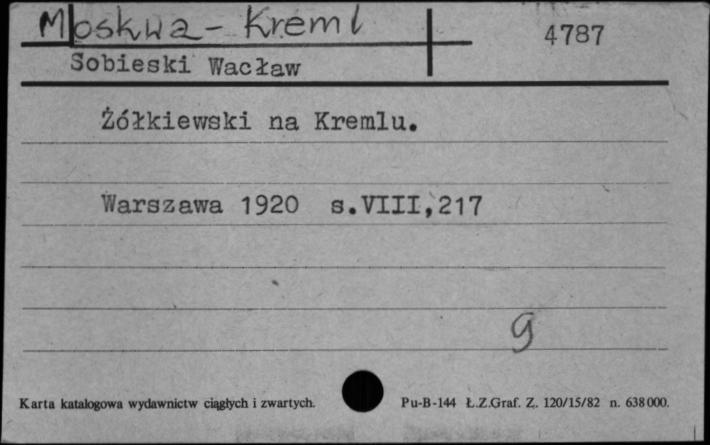 Moskwa - Kreml
4787
Sobieski Wacław
Żółkiewski na Kremlu.
Warszawa 1920 s.VIII,217
g
Karta katalogowa wydawnictw ciągłych i zwartych.
Pu-B-144 Ł.Z.Graf. Z. 120/15/82 n. 638000.